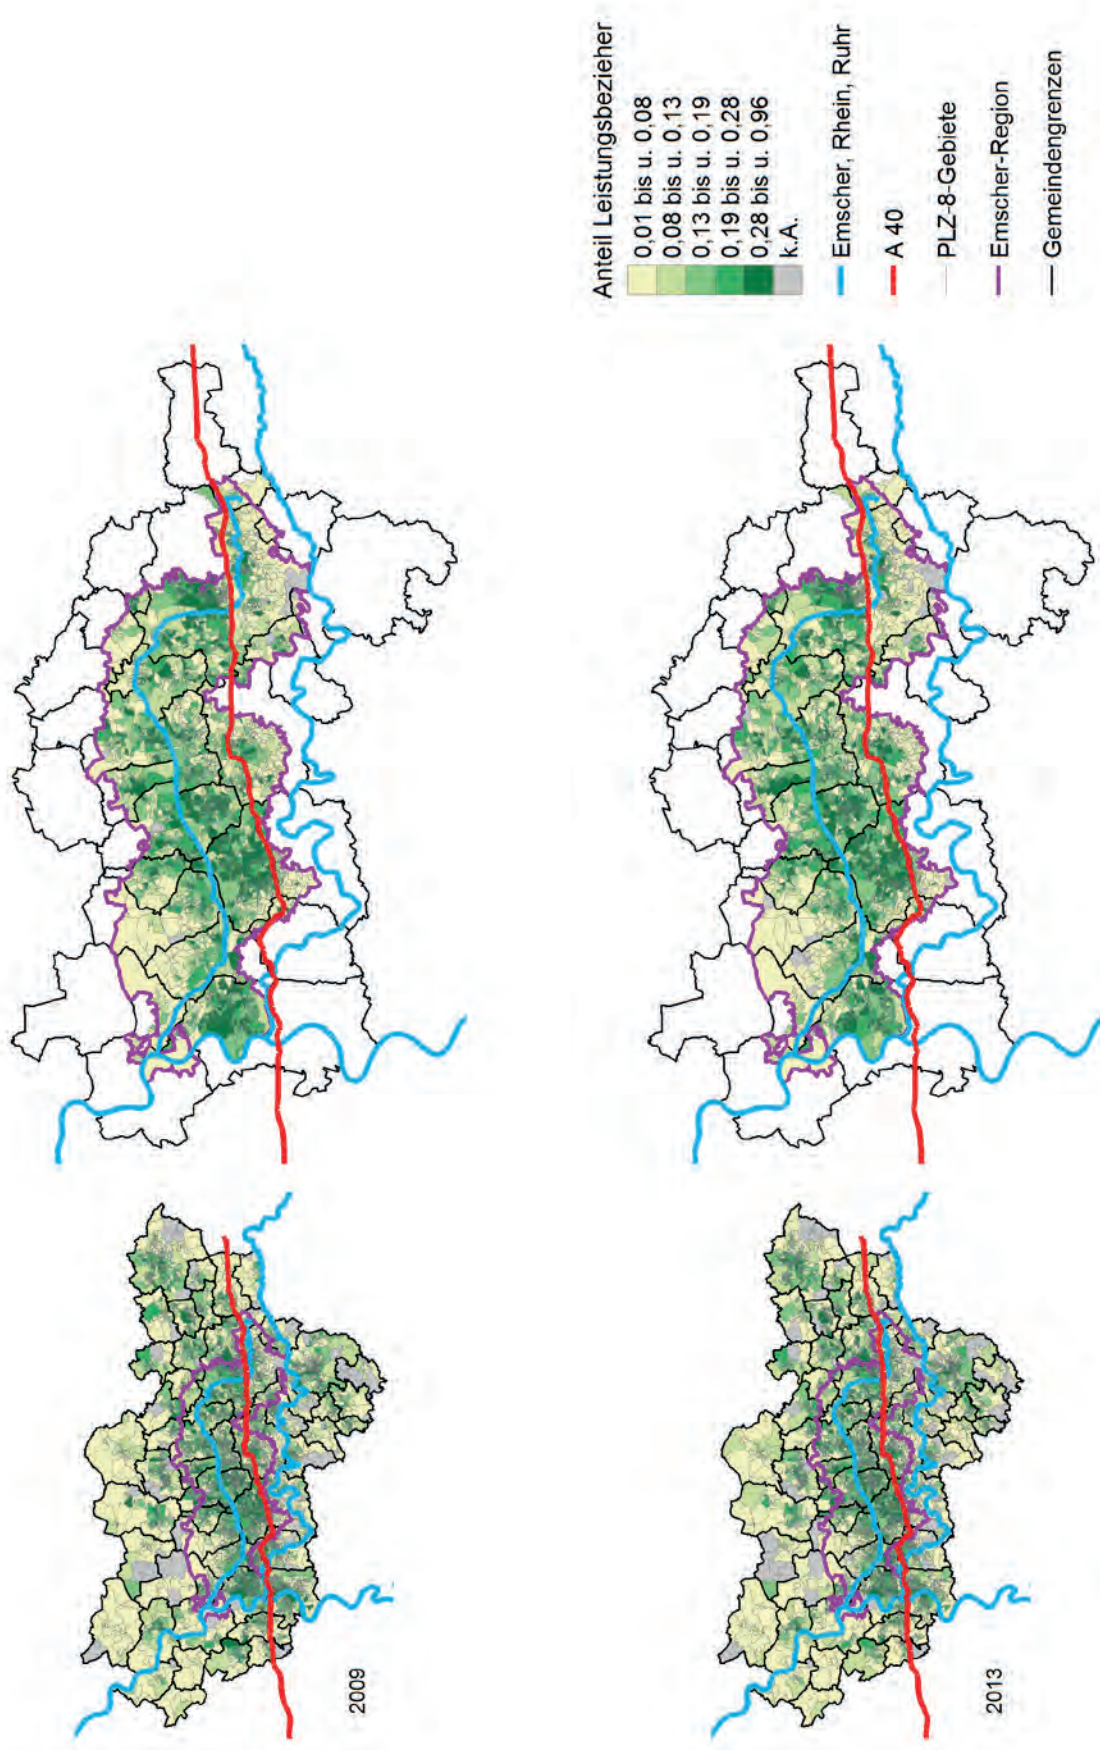 2009
2013
Anteil Leistungsbezieher
0,01 bis u. 0,08
0,08 bis u. 0,13
0,13 bis u. 0,19
0,19 bis u. 0,28
0,28 bis u. 0,96
k.A.
Emscher, Rhein, Ruhr
A 40
PLZ-8-Gebiete
Emscher-Region
Gemeindengrenzen